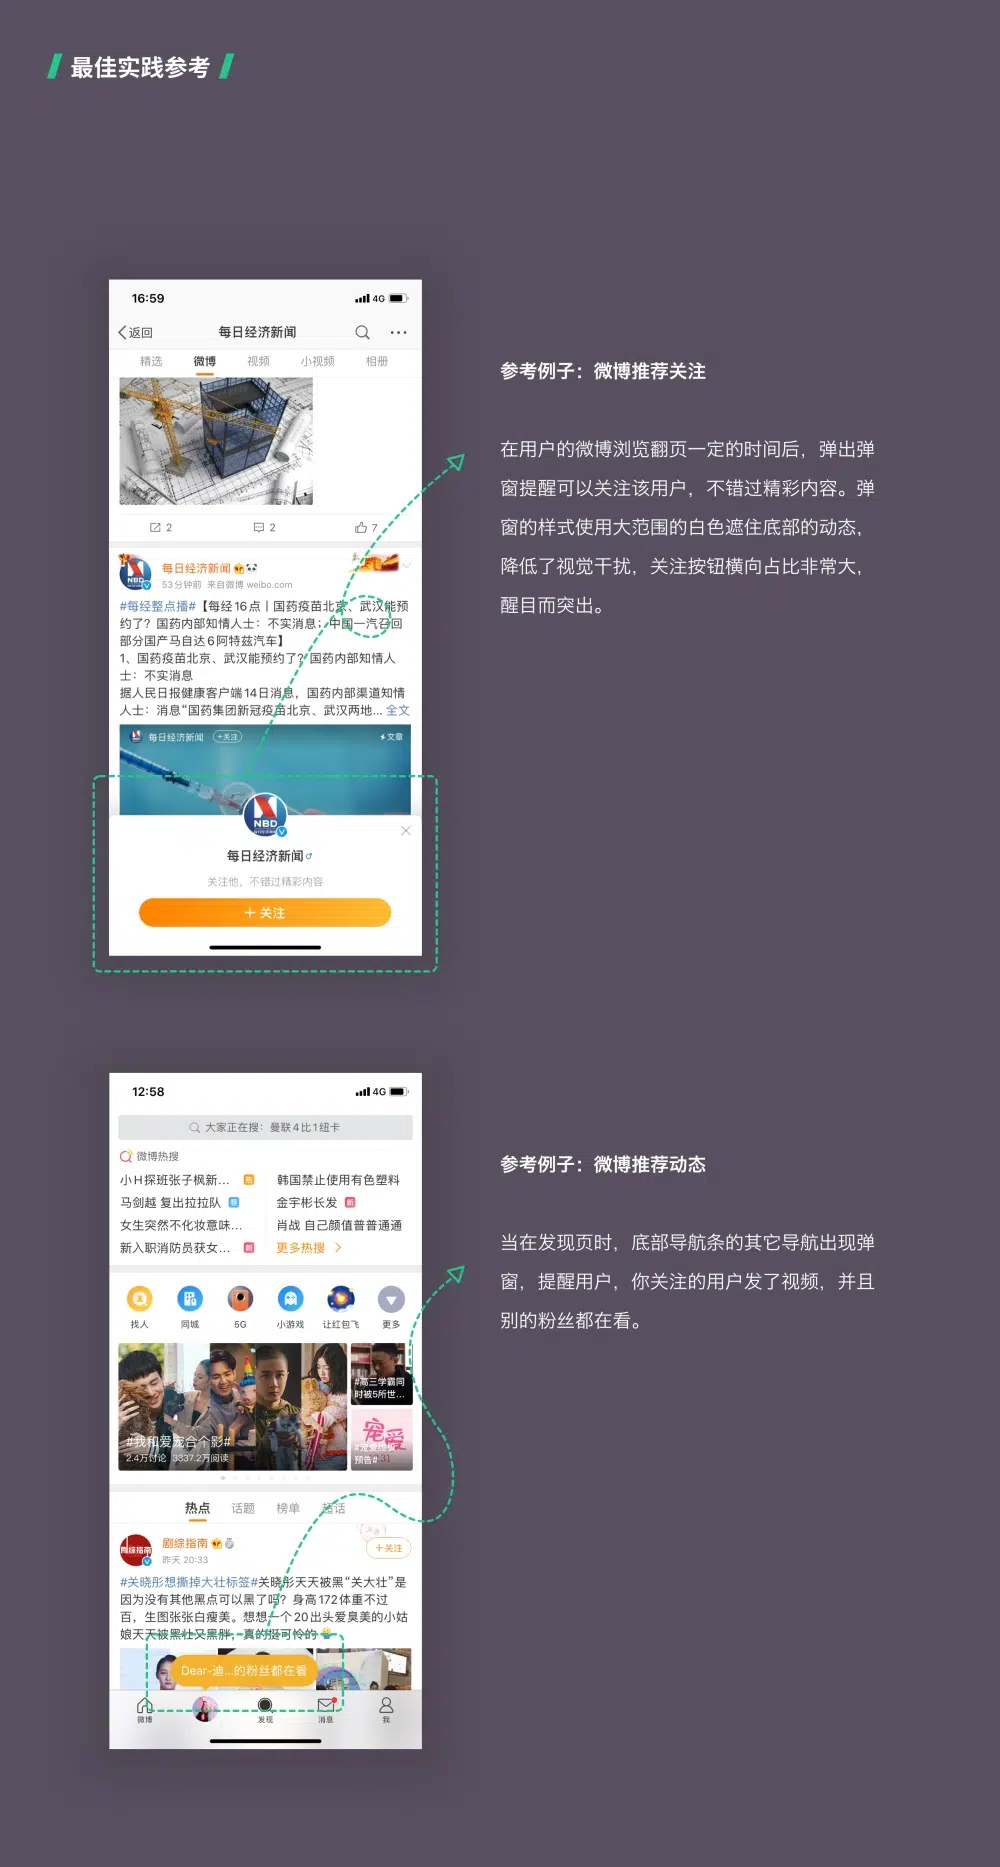 最佳实践参考
16:59
4G
返回
每日经济新闻
精选 微博 视频 小视频 相册
2 2 7
每日经济新闻
53分钟前 来自微博 weibo.com
#每经整点播#【每经16点丨国药疫苗北京、武汉能预
约了？国药内部知情人士：不实消息；中国一汽召回
部分国产马自达6阿特兹汽车】
1、国药疫苗北京、武汉能预约了？国药内部知情人
士：不实消息
据人民日报健康客户端14日消息，国药内部渠道知情
人士：消息“国药集团新冠疫苗北京、武汉两地... 全文
每日经济新闻 +关注 文章
NBD
每日经济新闻
关注他，不错过精彩内容
+ 关注
参考例子：微博推荐关注
在用户的微博浏览翻页一定的时间后，弹出弹
窗提醒可以关注该用户，不错过精彩内容。弹
窗的样式使用大范围的白色遮住底部的动态，
降低了视觉干扰，关注按钮横向占比非常大，
醒目而突出。
12:58
4G
大家正在搜：曼联4比1纽卡
微博热搜
小H探班张子枫新... 韩国禁止使用有色塑料
马剑越 复出拉拉队 荐 金宇彬长发 新
女生突然不化妆意味... 肖战 自己颜值普普通通
新入职消防员获女... 新 更多热搜
找人 同城 5G 小游戏 让红包飞 更多
#高三学霸同
时被5所世...
#我和爱宠合个影#
2.4万讨论 3337.2万阅读
宠爱
预告#
热点 话题 榜单 超话
剧综指南
昨天 20:33
+关注
#关晓彤想撕掉大壮标签#关晓彤天天被黑“关大壮”是
因为没有其他黑点可以黑了吗？身高172体重不过
百，生图张张白瘦美。想想一个20出头爱臭美的小姑
娘天天被黑壮又黑胖，真的挺可怜的
Dear-迪...的粉丝都在看
微博 发现 消息 我
参考例子：微博推荐动态
当在发现页时，底部导航条的其它导航出现弹
窗，提醒用户，你关注的用户发了视频，并且
别的粉丝都在看。